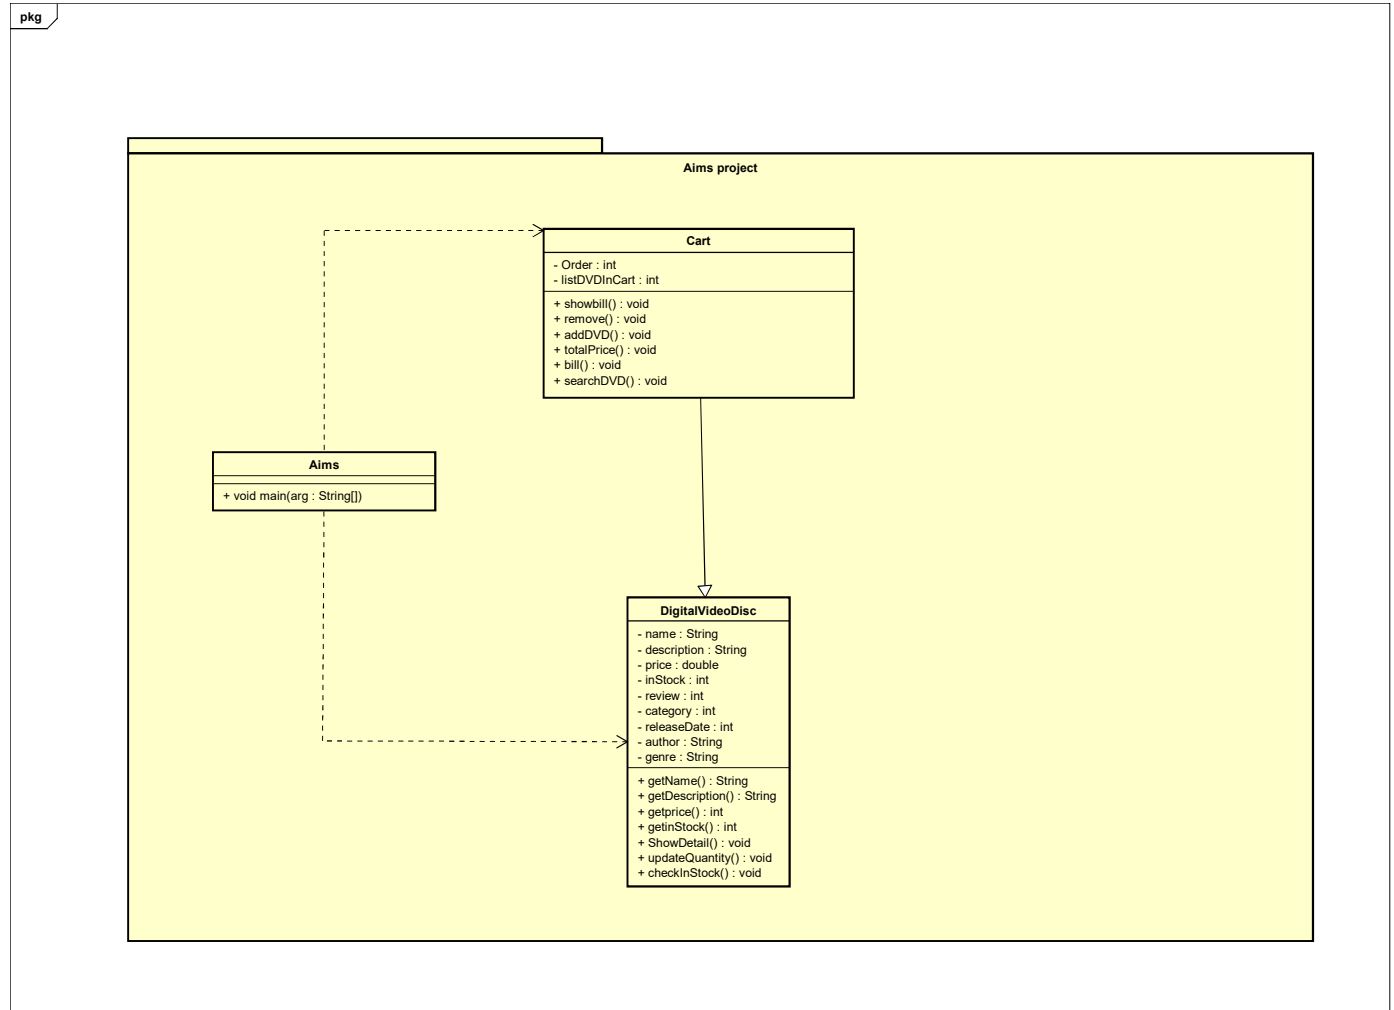 pkg
Aims project
Cart
- Order : int
- listDVDInCart : int
+ showbill() : void
+ remove() : void
+ addDVD() : void
+ totalPrice() : void
+ bill() : void
+ searchDVD() : void
Aims
+ void main(arg : String[])
DigitalVideoDisc
- name : String
- description : String
- price : double
- inStock : int
- review : int
- category : int
- releaseDate : int
- author : String
- genre : String
+ getName() : String
+ getDescription() : String
+ getprice() : int
+ getinStock() : int
+ ShowDetail() : void
+ updateQuantity() : void
+ checkInStock() : void